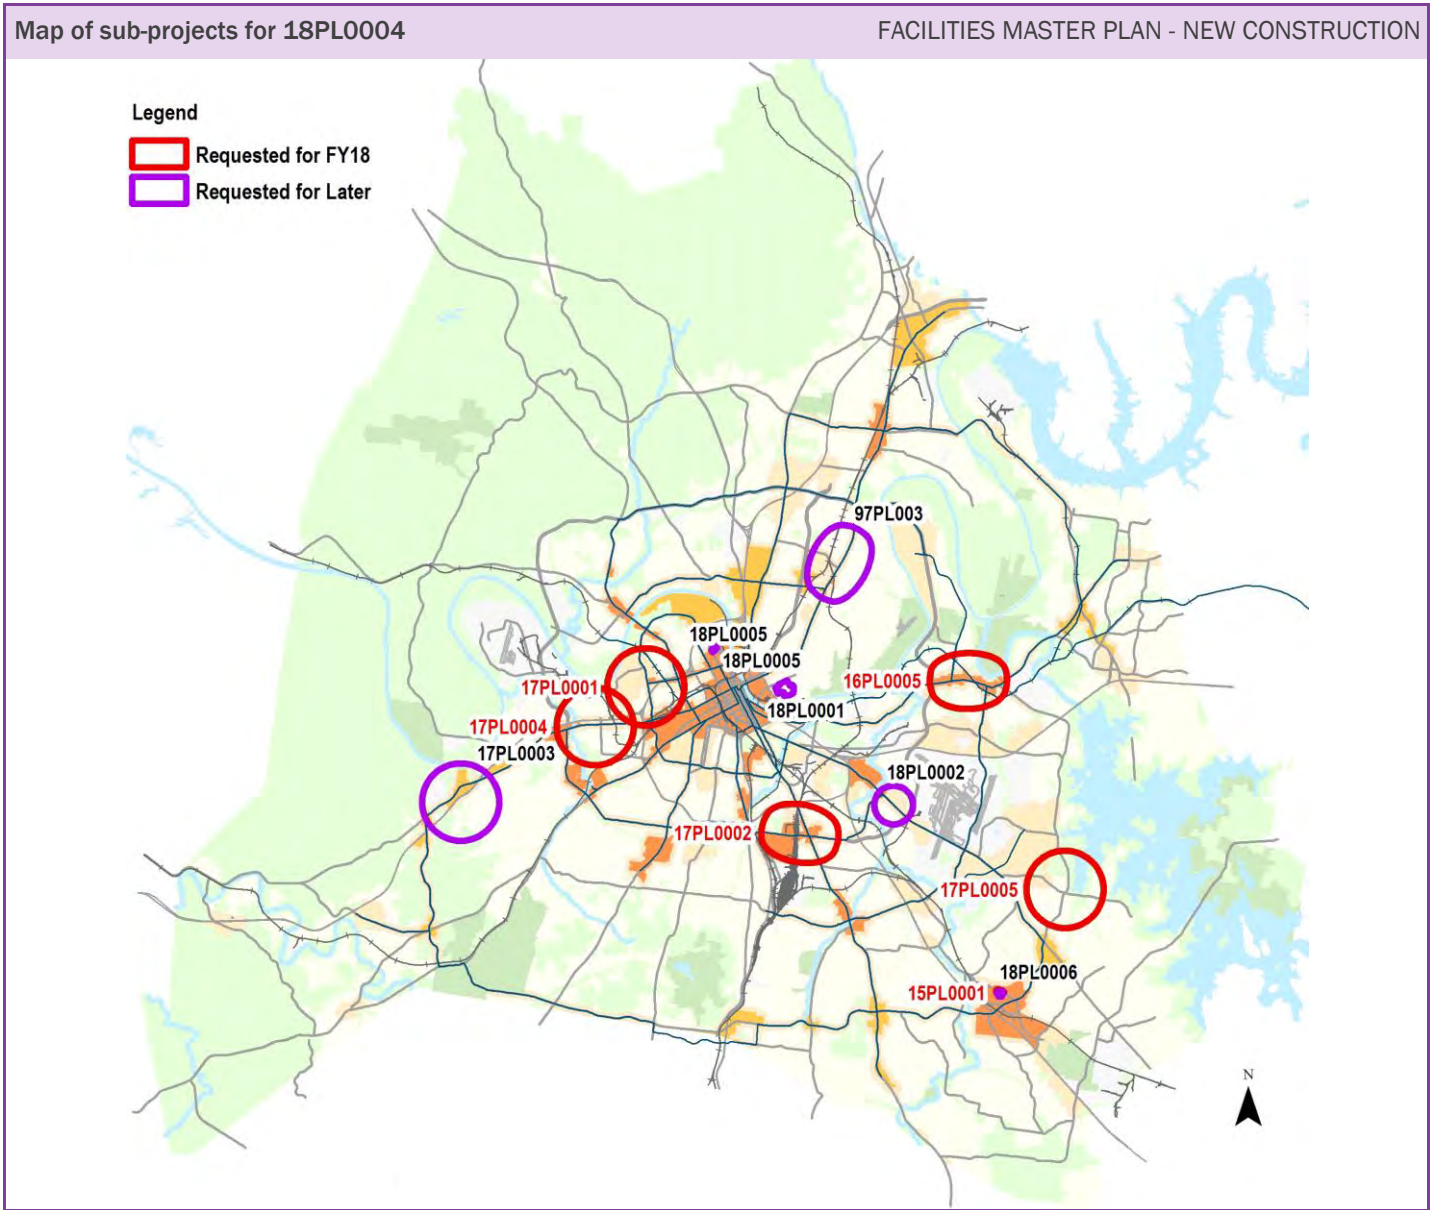 Map of sub-projects for 18PL0004
FACILITIES MASTER PLAN - NEW CONSTRUCTION
Legend
Requested for FY18
Requested for Later
97PL003
18PL0005
18PL0005
17PL0001
16PL0005
18PL0001
17PL0004
17PL0003
18PL0002
17PL0002
17PL0005
18PL0006
15PL0001
N